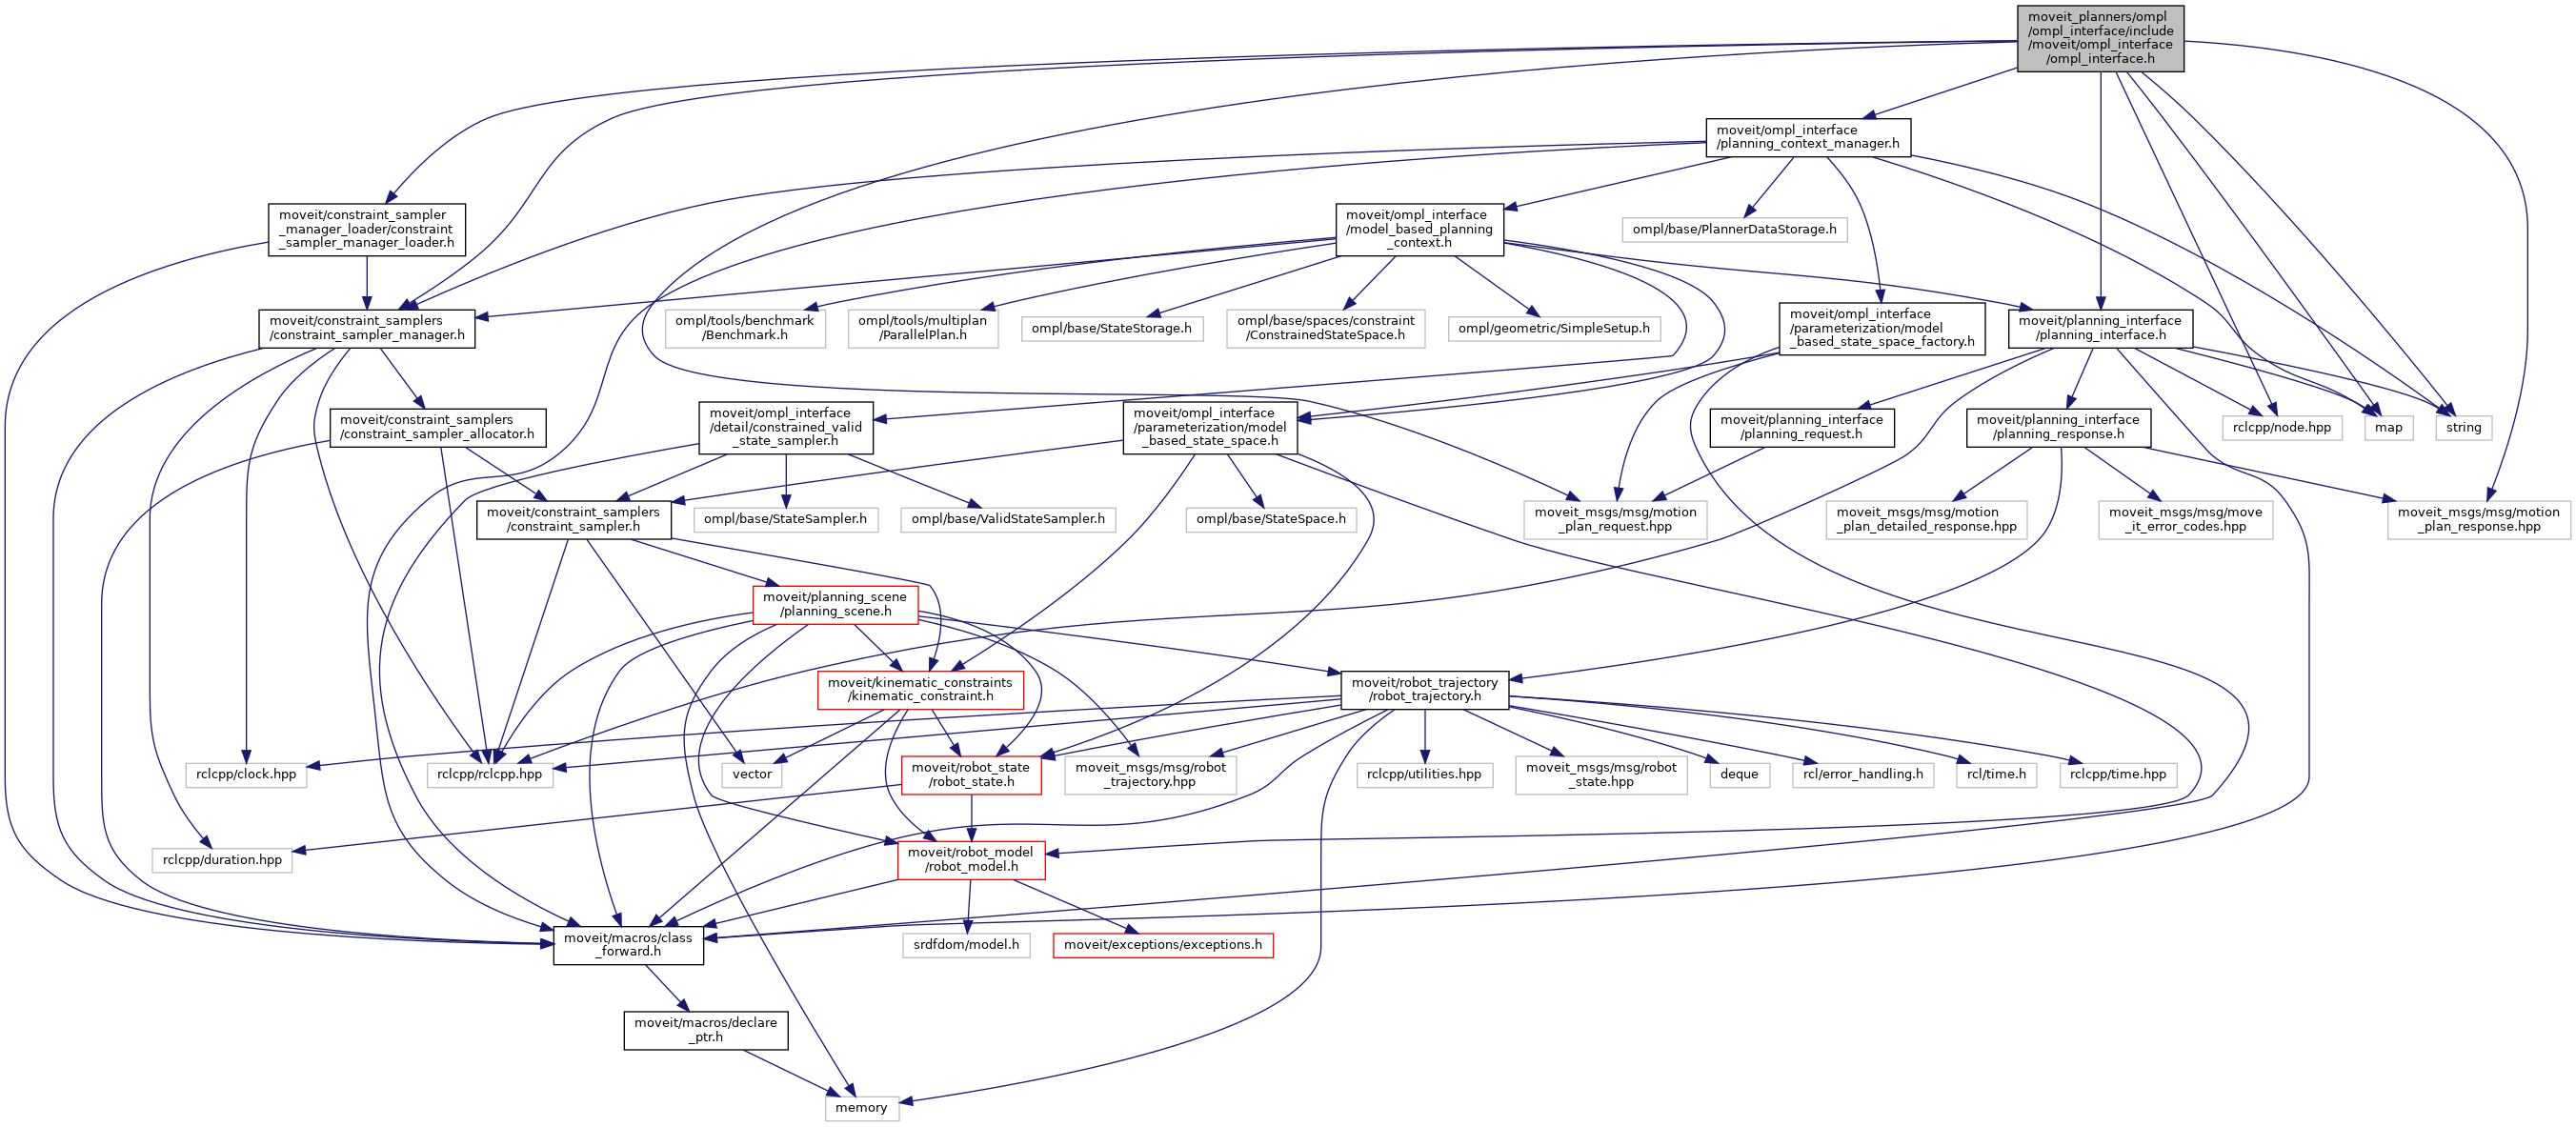 moveit_planners/ompl
/ompl_interface/include
/moveit/ompl_interface
/ompl_interface.h
moveit/ompl_interface
/planning_context_manager.h
moveit/constraint_sampler
_manager_loader/constraint
_sampler_manager_loader.h
moveit/ompl_interface
/model_based_planning
_context.h
ompl/base/PlannerDataStorage.h
moveit/constraint_samplers
/constraint_sampler_manager.h
ompl/tools/benchmark
/Benchmark.h
ompl/tools/multiplan
/ParallelPlan.h
ompl/base/StateStorage.h
ompl/base/spaces/constraint
/ConstrainedStateSpace.h
ompl/geometric/SimpleSetup.h
moveit/ompl_interface
/parameterization/model
_based_state_space_factory.h
moveit/planning_interface
/planning_interface.h
moveit/constraint_samplers
/constraint_sampler_allocator.h
moveit/ompl_interface
/detail/constrained_valid
_state_sampler.h
moveit/ompl_interface
/parameterization/model
_based_state_space.h
moveit/planning_interface
/planning_request.h
moveit/planning_interface
/planning_response.h
rclcpp/node.hpp
map
string
moveit/constraint_samplers
/constraint_sampler.h
ompl/base/StateSampler.h
ompl/base/ValidStateSampler.h
ompl/base/StateSpace.h
moveit_msgs/msg/motion
_plan_request.hpp
moveit_msgs/msg/motion
_plan_detailed_response.hpp
moveit_msgs/msg/move
_it_error_codes.hpp
moveit_msgs/msg/motion
_plan_response.hpp
moveit/planning_scene
/planning_scene.h
moveit/kinematic_constraints
/kinematic_constraint.h
moveit/robot_trajectory
/robot_trajectory.h
rclcpp/clock.hpp
rclcpp/rclcpp.hpp
vector
moveit/robot_state
/robot_state.h
moveit_msgs/msg/robot
_trajectory.hpp
rclcpp/utilities.hpp
moveit_msgs/msg/robot
_state.hpp
deque
rcl/error_handling.h
rcl/time.h
rclcpp/time.hpp
rclcpp/duration.hpp
moveit/robot_model
/robot_model.h
moveit/macros/class
_forward.h
srdfdom/model.h
moveit/exceptions/exceptions.h
moveit/macros/declare
_ptr.h
memory